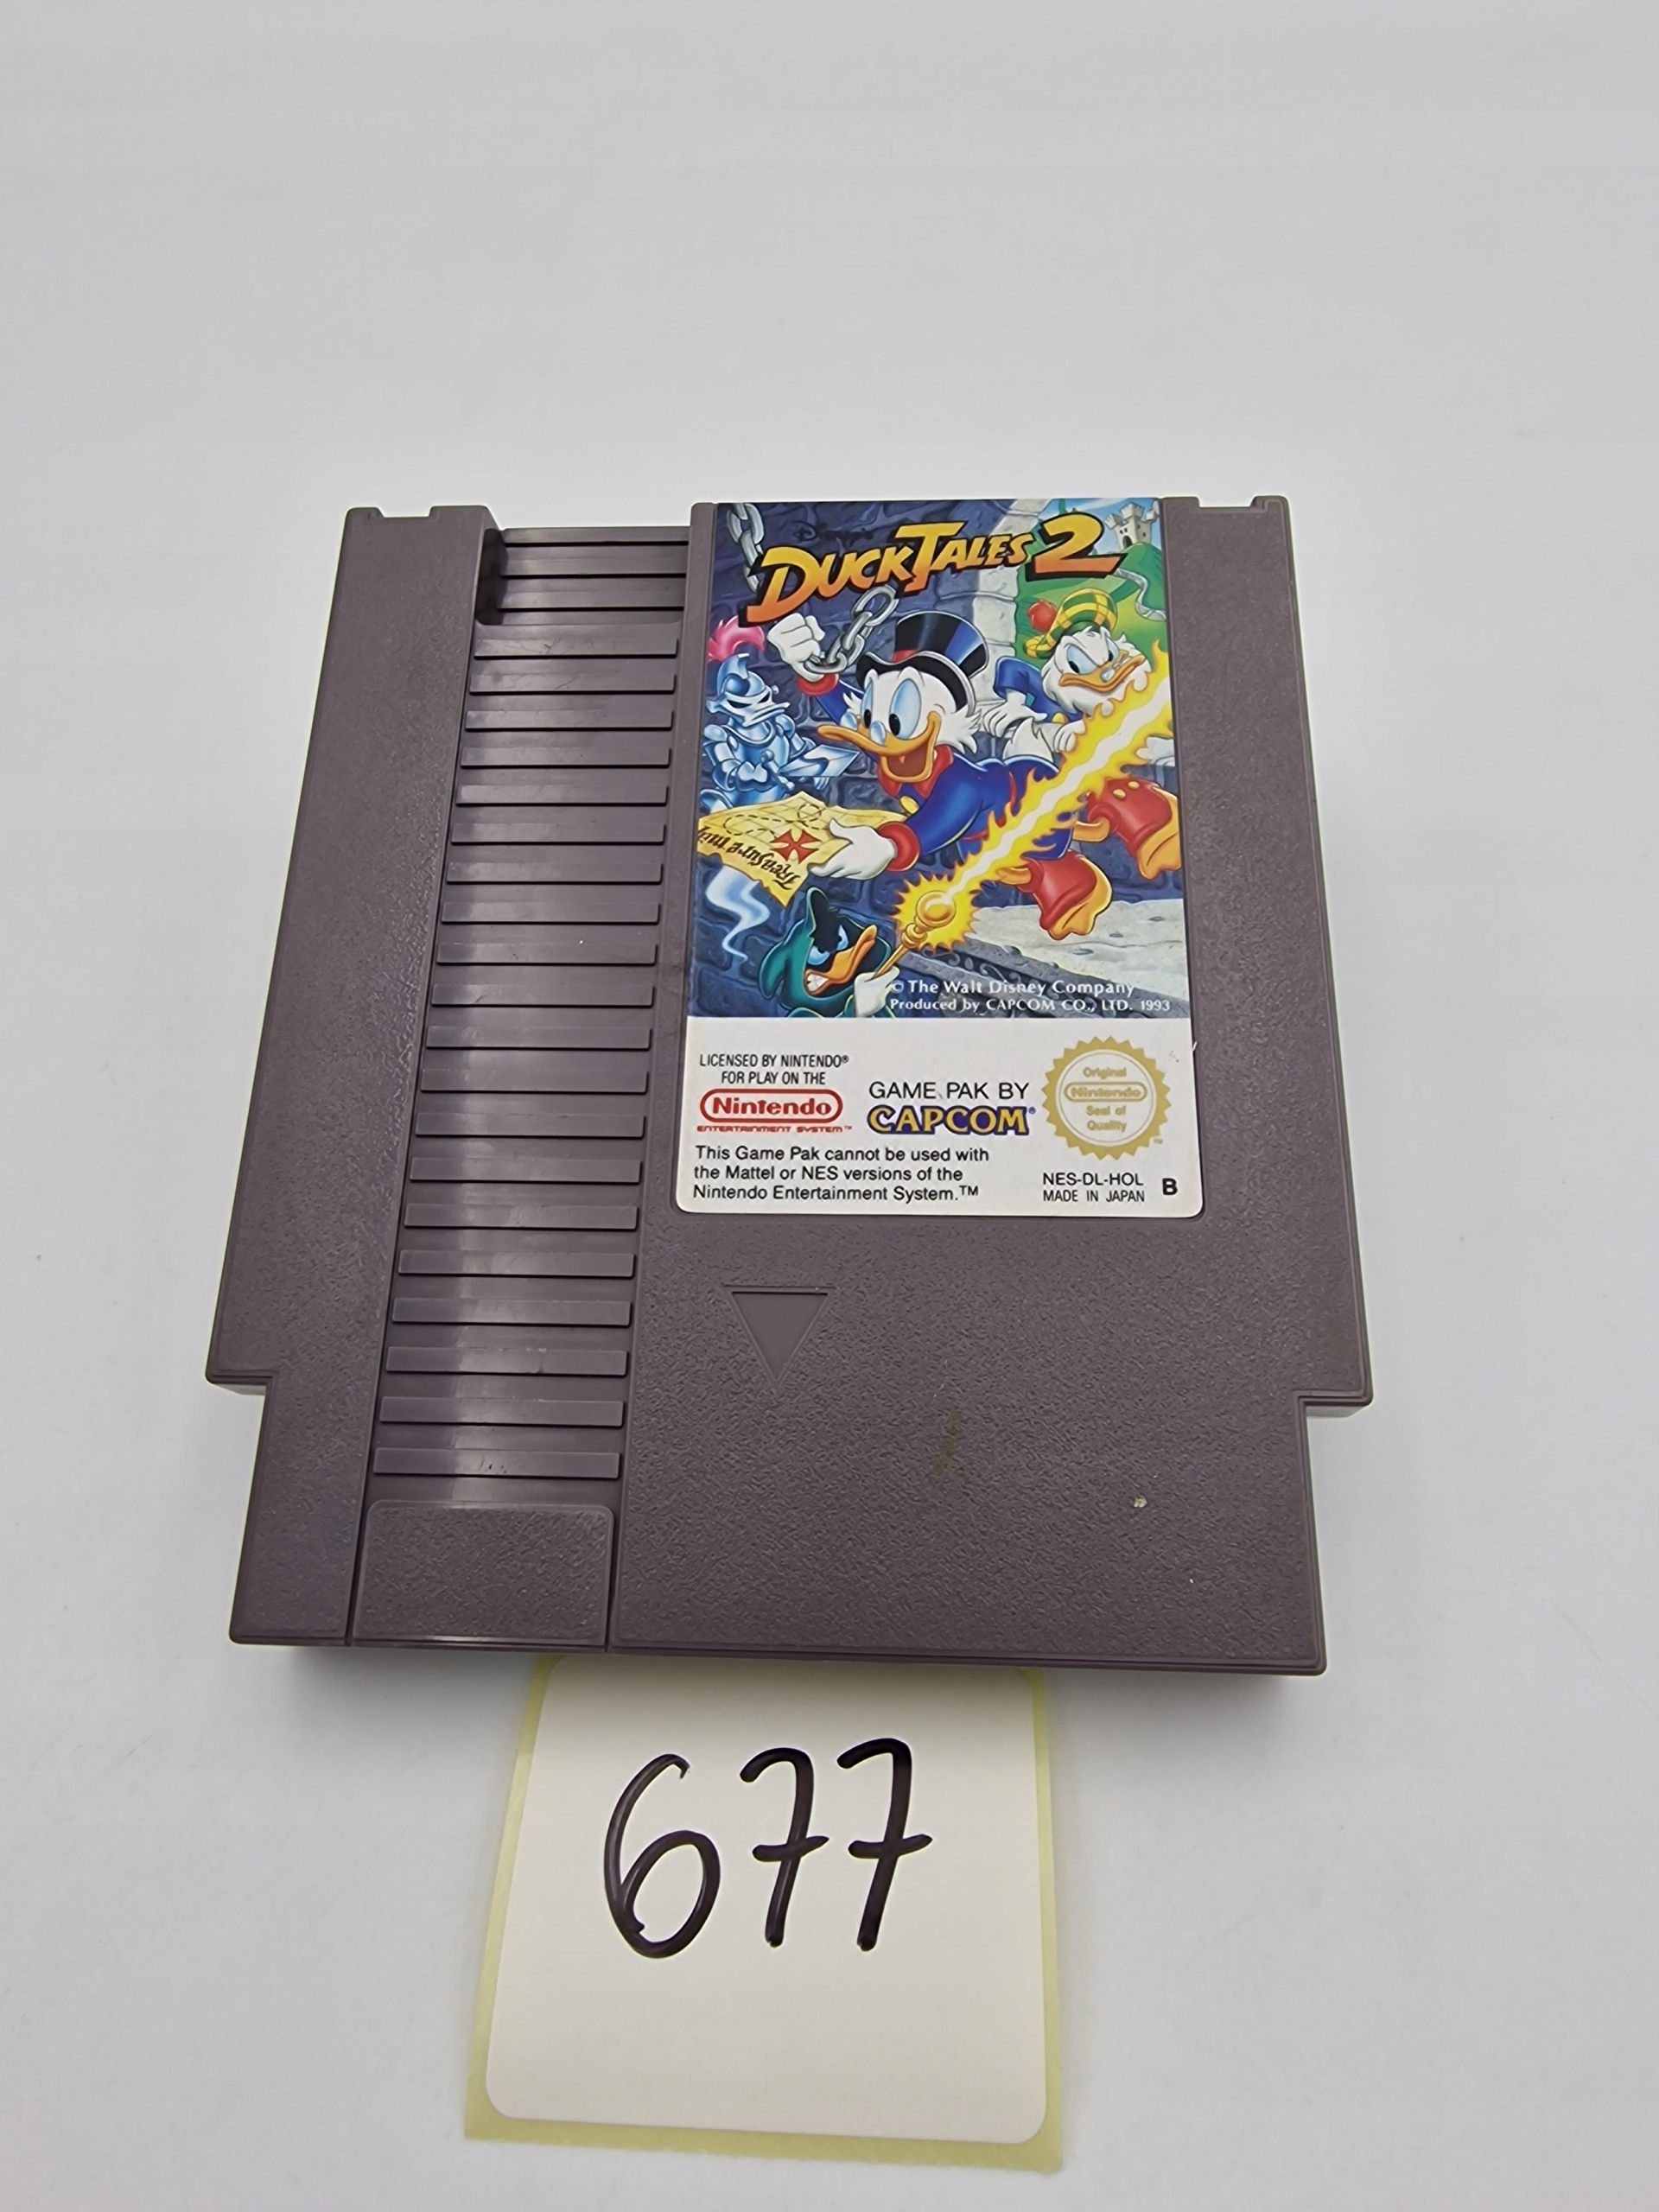 Disney's
DUCKTALES 2
Treasure map
© The Walt Disney Company
Produced by CAPCOM CO., LTD. 1993
LICENSED BY NINTENDO®
FOR PLAY ON THE
Nintendo
ENTERTAINMENT SYSTEM™
GAME PAK BY
CAPCOM®
Original
Nintendo
Seal of
Quality
TM
This Game Pak cannot be used with
the Mattel or NES versions of the
Nintendo Entertainment System.™
NES-DL-HOL
MADE IN JAPAN B
677